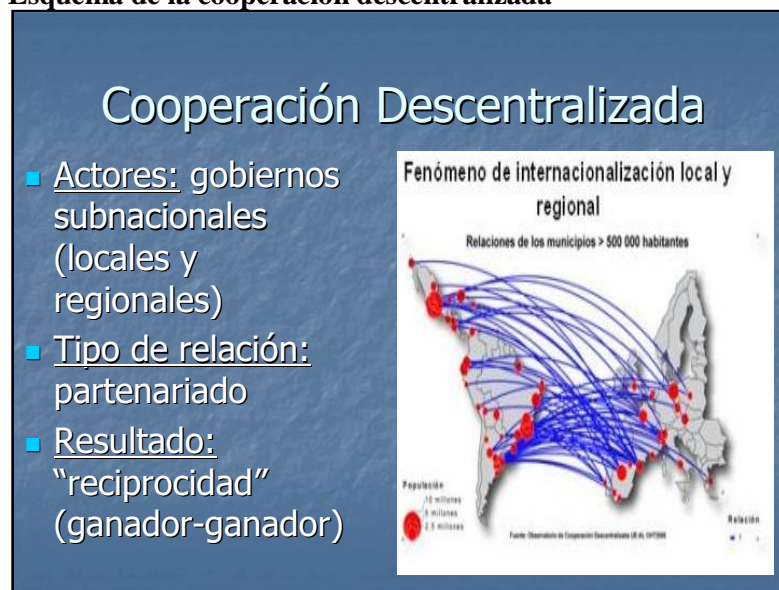 Esquema de la cooperación descentralizada
Cooperación Descentralizada
Actores: gobiernos
subnacionales
(locales y
regionales)
Tipo de relación:
partenariado
Resultado:
“reciprocidad”
(ganador-ganador)
Fenómeno de internacionalización local y
regional
Relaciones de los municipios > 500 000 habitantes
Populación
10 millones
5 millones
2.5 millones
Relación
1
Fuente: Observatorio de Cooperación Descentralizada UE-AL